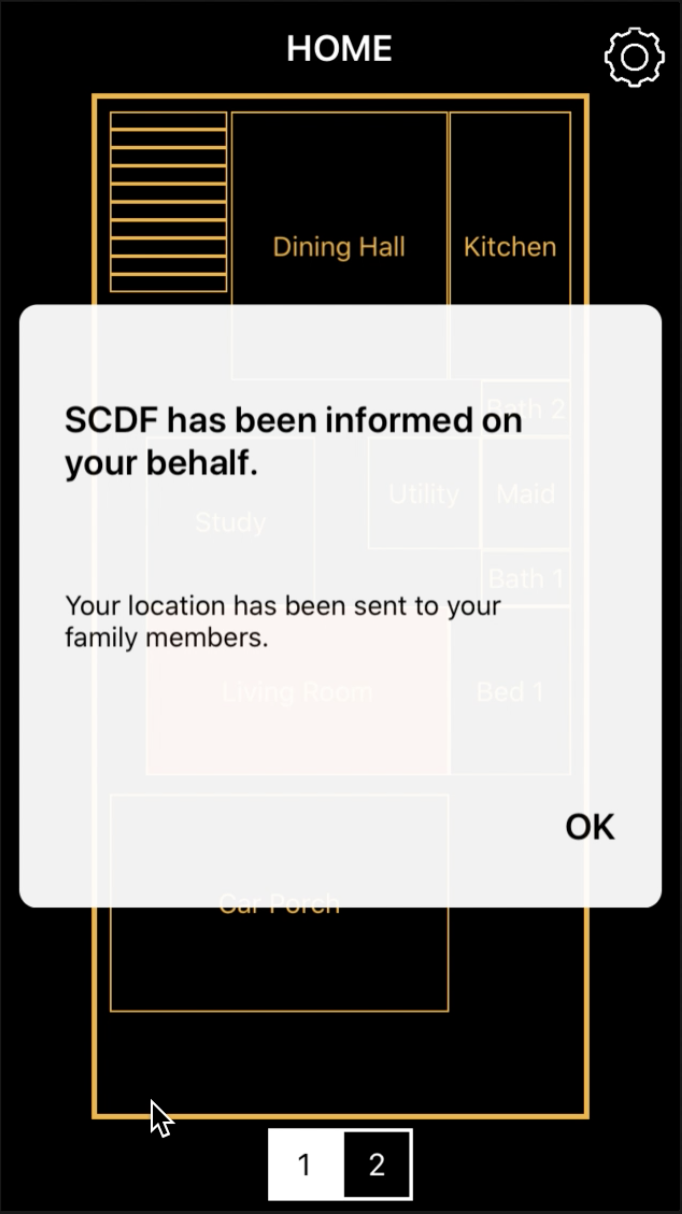 HOME
Dining Hall
Kitchen
Bath 2
SCDF has been informed on
your behalf.
Utility
Maid
Study
Bath 1
Your location has been sent to your
family members.
Living Room
Bed 1
OK
Car Porch
1
2